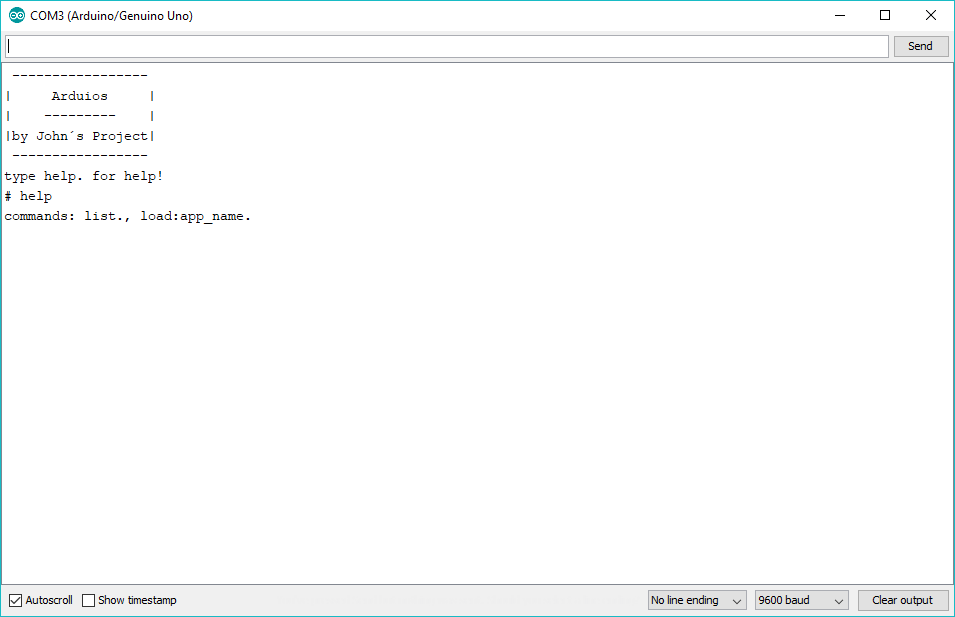 COM3 (Arduino/Genuino Uno)
Send
-----------------
|     Arduios     |
|    ---------    |
|by John´s Project|
-----------------
type help. for help!
# help
commands: list., load:app_name.
Autoscroll Show timestamp No line ending 9600 baud Clear output